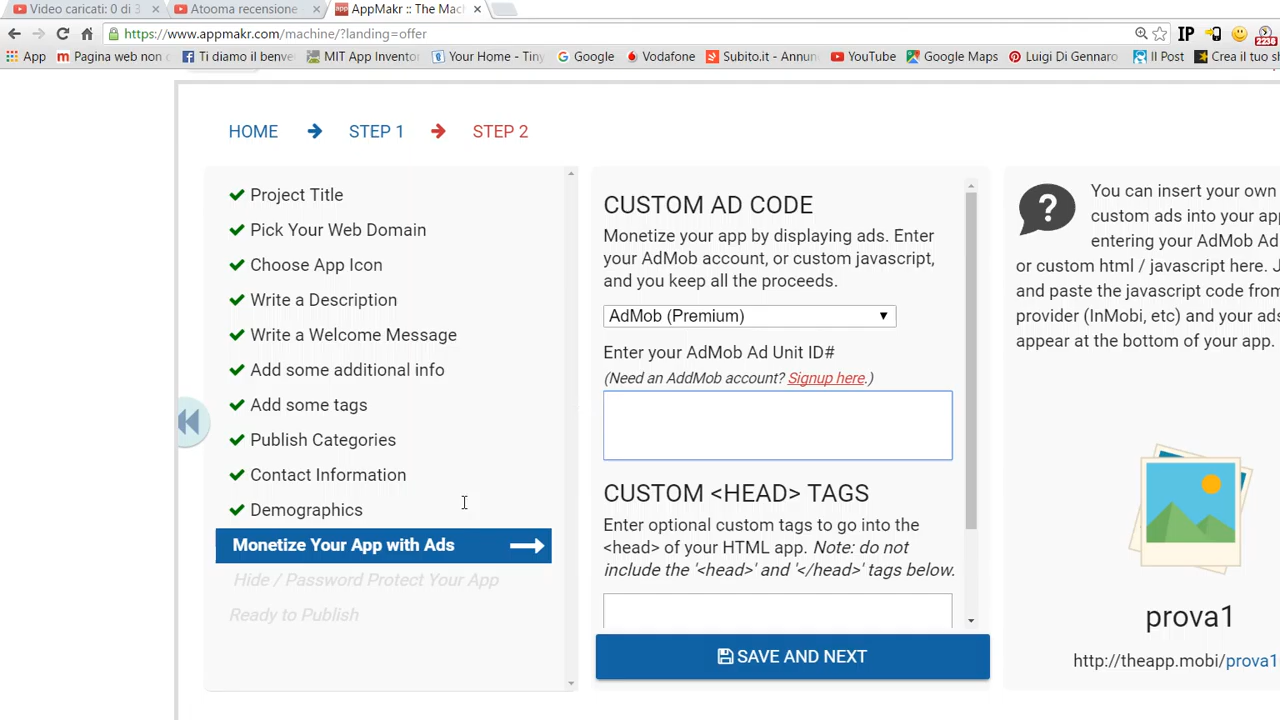 Video caricati: 0 di 3
Atooma recensione
AppMakr :: The Mach
https://www.appmakr.com/machine/?landing=offer
IP
2238
App
Pagina web non
Ti diamo il benve
MIT App Inventor
Your Home - Tiny
Google
Vodafone
Subito.it - Annun
YouTube
Google Maps
Luigi Di Gennaro
Il Post
Crea il tuo s
HOME
STEP 1
STEP 2
Project Title
Pick Your Web Domain
Choose App Icon
Write a Description
Write a Welcome Message
Add some additional info
Add some tags
Publish Categories
Contact Information
Demographics
Monetize Your App with Ads
Hide / Password Protect Your App
Ready to Publish
CUSTOM AD CODE
Monetize your app by displaying ads. Enter
your AdMob account, or custom javascript,
and you keep all the proceeds.
AdMob (Premium)
Enter your AdMob Ad Unit ID#
(Need an AddMob account? Signup here.)
CUSTOM <HEAD> TAGS
Enter optional custom tags to go into the
<head> of your HTML app. Note: do not
include the '<head>' and '</head>' tags below.
SAVE AND NEXT
?
You can insert your own
custom ads into your app
entering your AdMob Ad
or custom html / javascript here. J
and paste the javascript code from
provider (InMobi, etc) and your ads
appear at the bottom of your app.
prova1
http://theapp.mobi/prova1